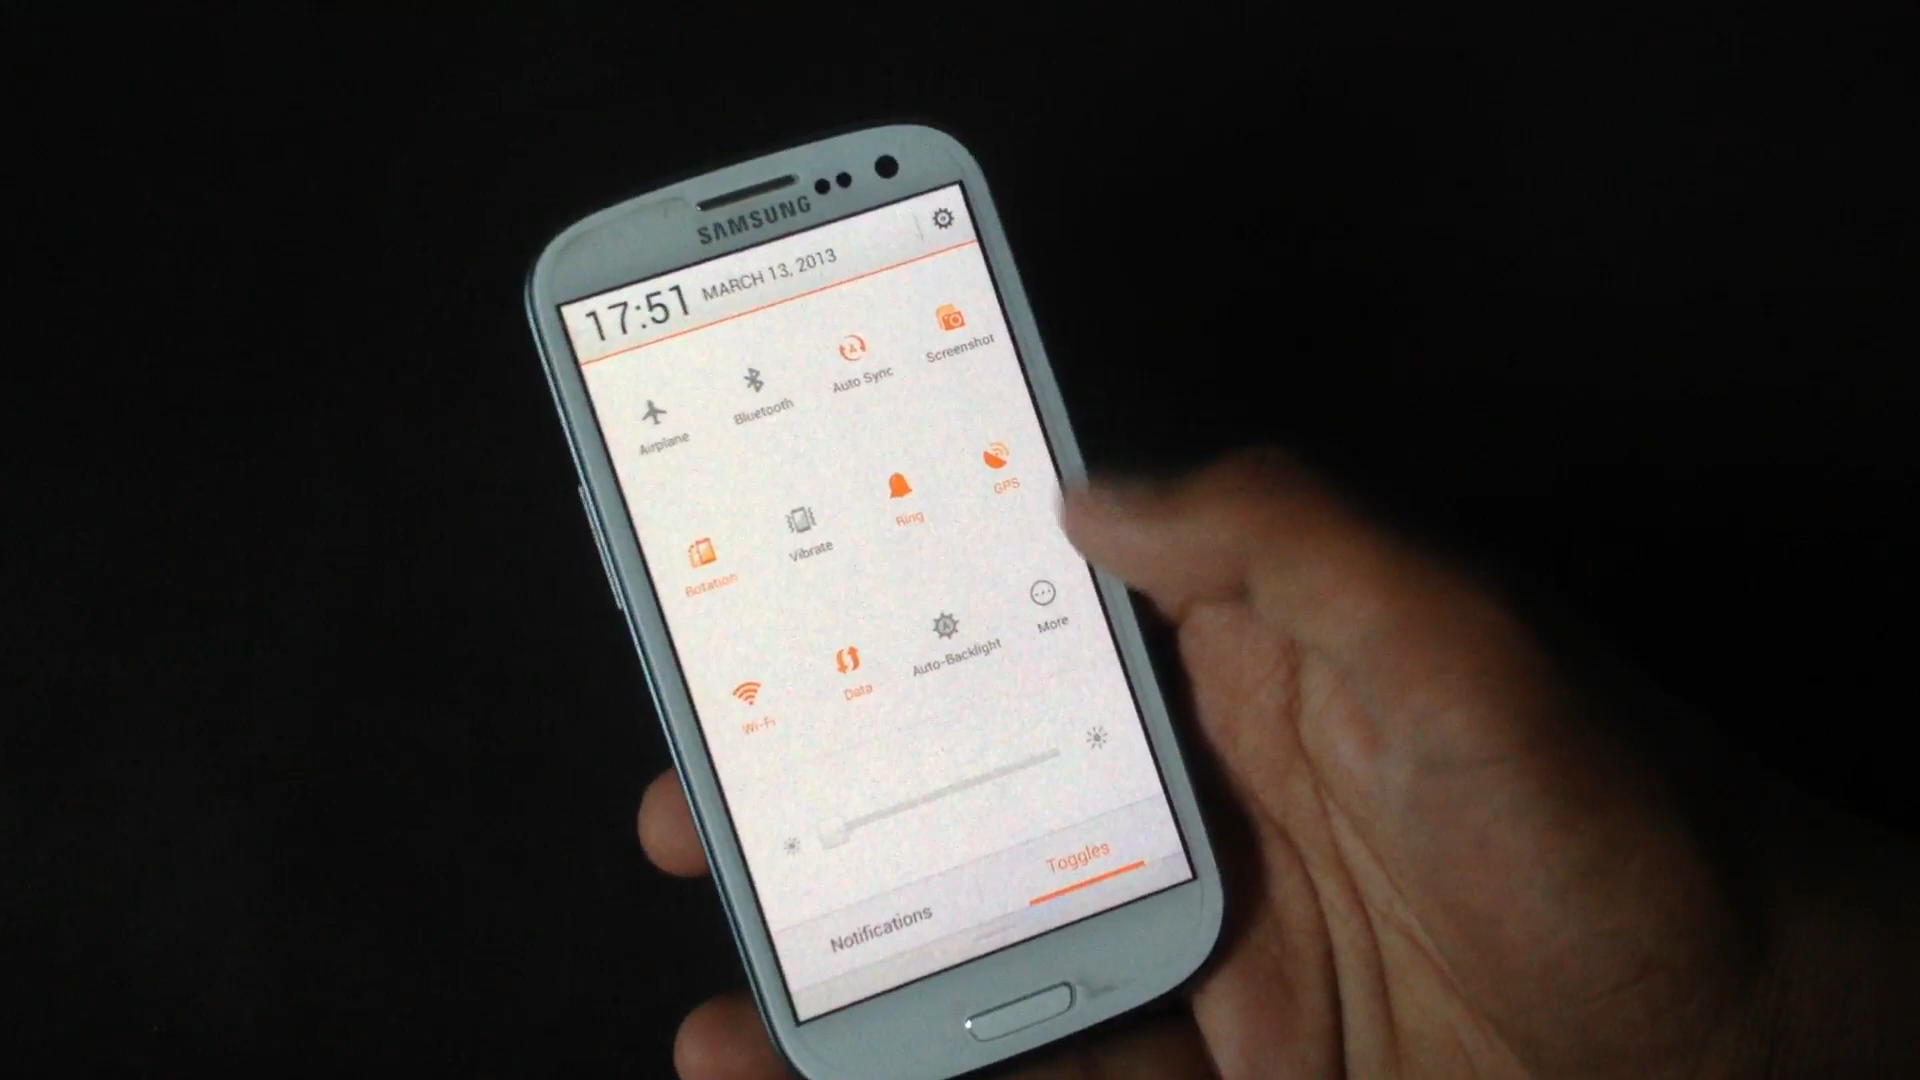 SAMSUNG
17:51 MARCH 13, 2013
Airplane Bluetooth Auto Sync Screenshot
Rotation Vibrate Ring GPS
Wi-Fi Data Auto-Backlight More
Notifications Toggles